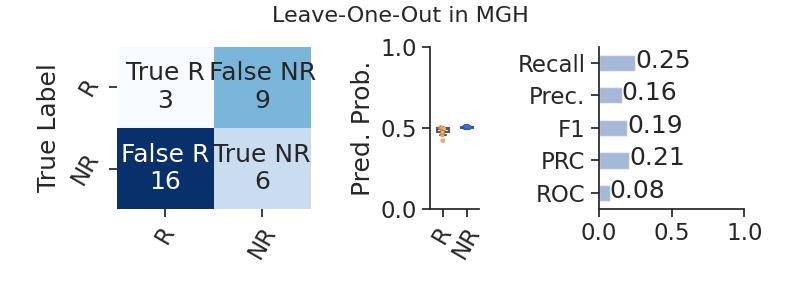 Leave-One-Out in MGH
True Label
R
NR
True R
3
False NR
9
False R
16
True NR
6
R
NR
Pred. Prob.
1.0
0.5
0.0
R
NR
Recall
0.25
Prec.
0.16
F1
0.19
PRC
0.21
ROC
0.08
0.0
0.5
1.0